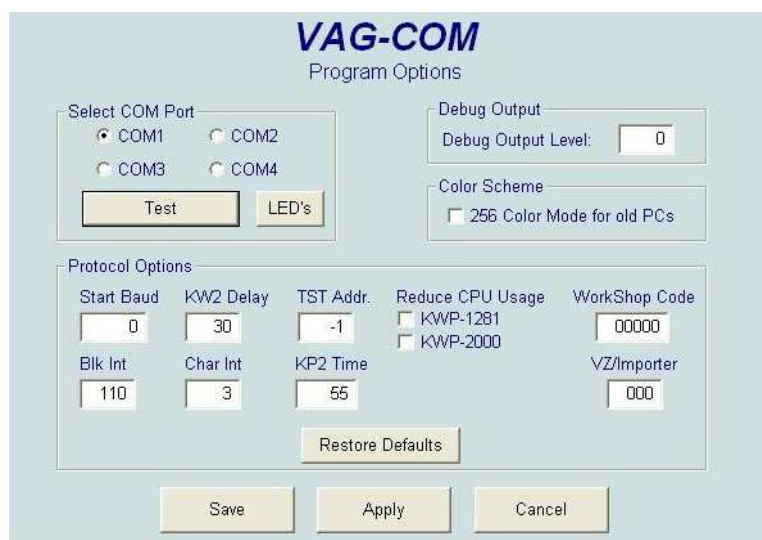 VAG-COM
Program Options
Select COM Port
COM1 COM2
COM3 COM4
Test LED's
Debug Output
Debug Output Level: 0
Color Scheme
256 Color Mode for old PCs
Protocol Options
Start Baud KW2 Delay TST Addr. Reduce CPU Usage WorkShop Code
0 30 -1 KWP-1281 00000
KWP-2000
Blk Int Char Int KP2 Time VZ/Importer
110 3 55 000
Restore Defaults
Save Apply Cancel